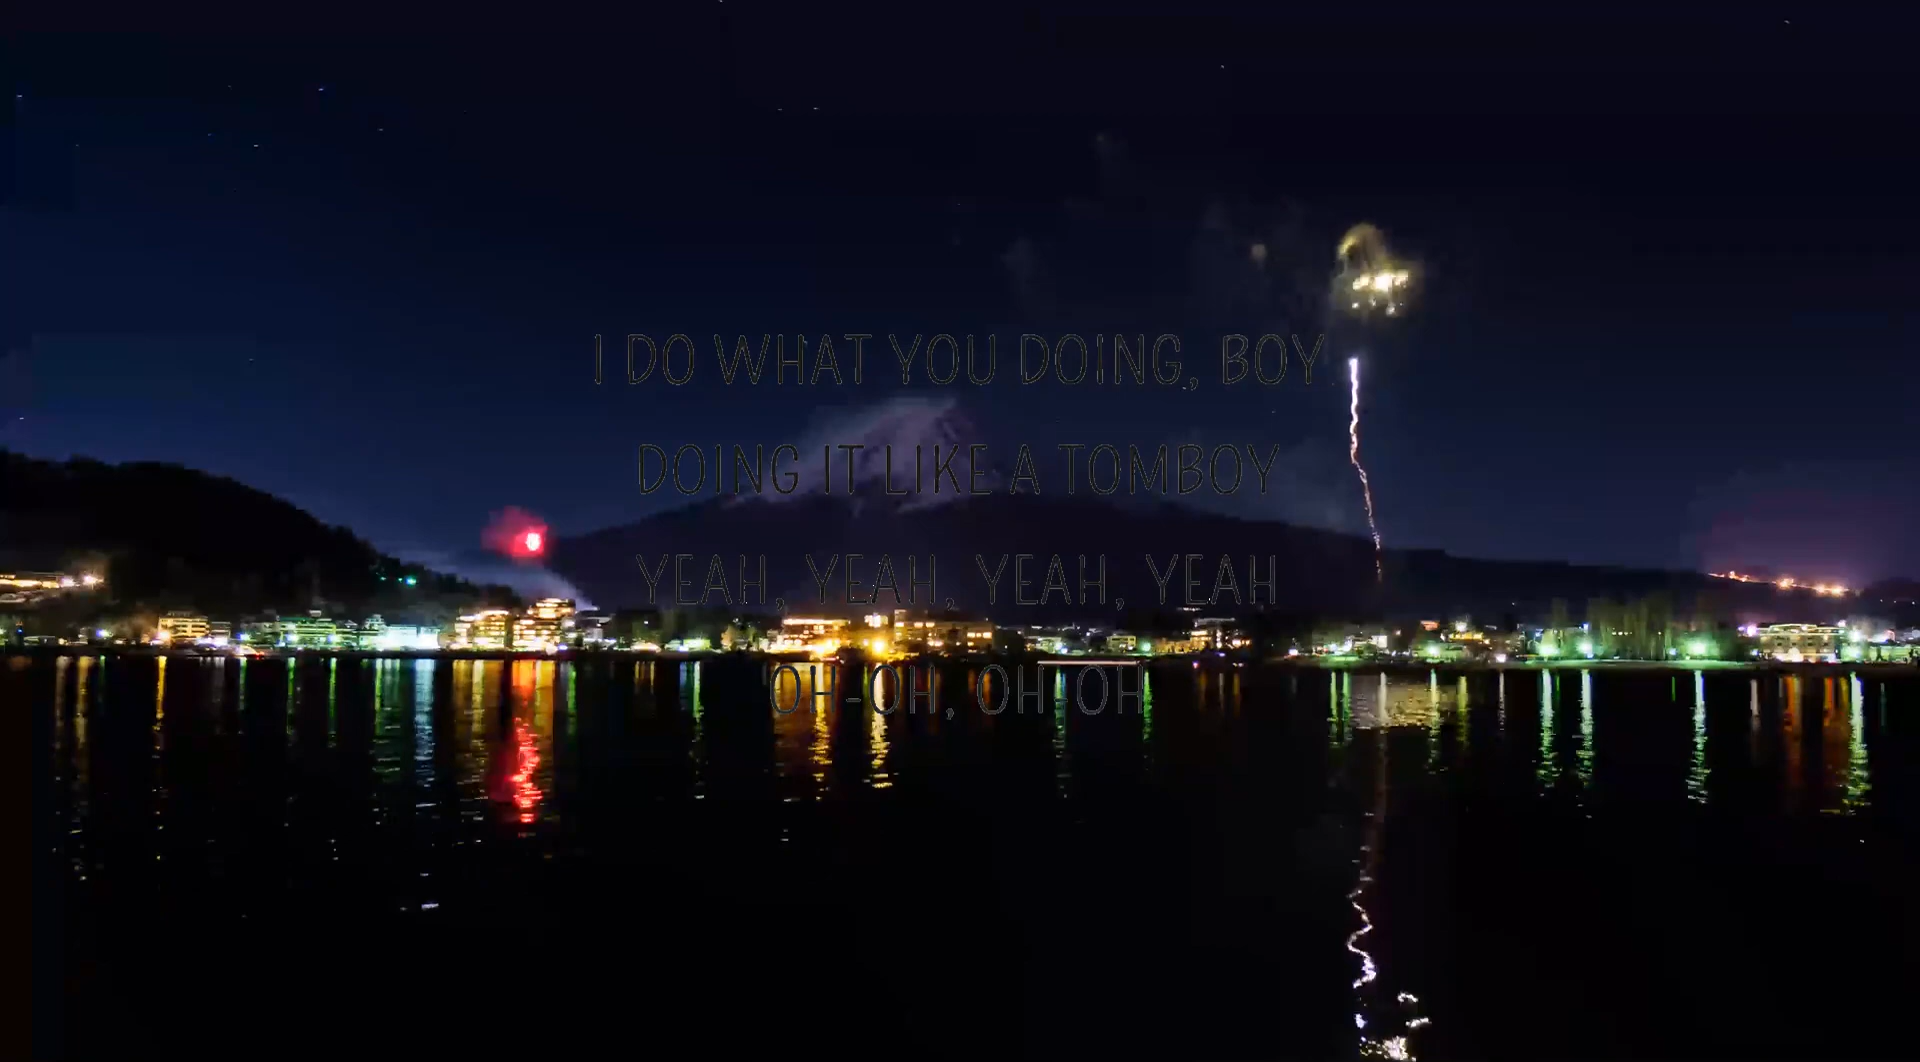 I DO WHAT YOU DOING, BOY
DOING IT LIKE A TOMBOY
YEAH, YEAH, YEAH, YEAH
OH-OH, OH OH